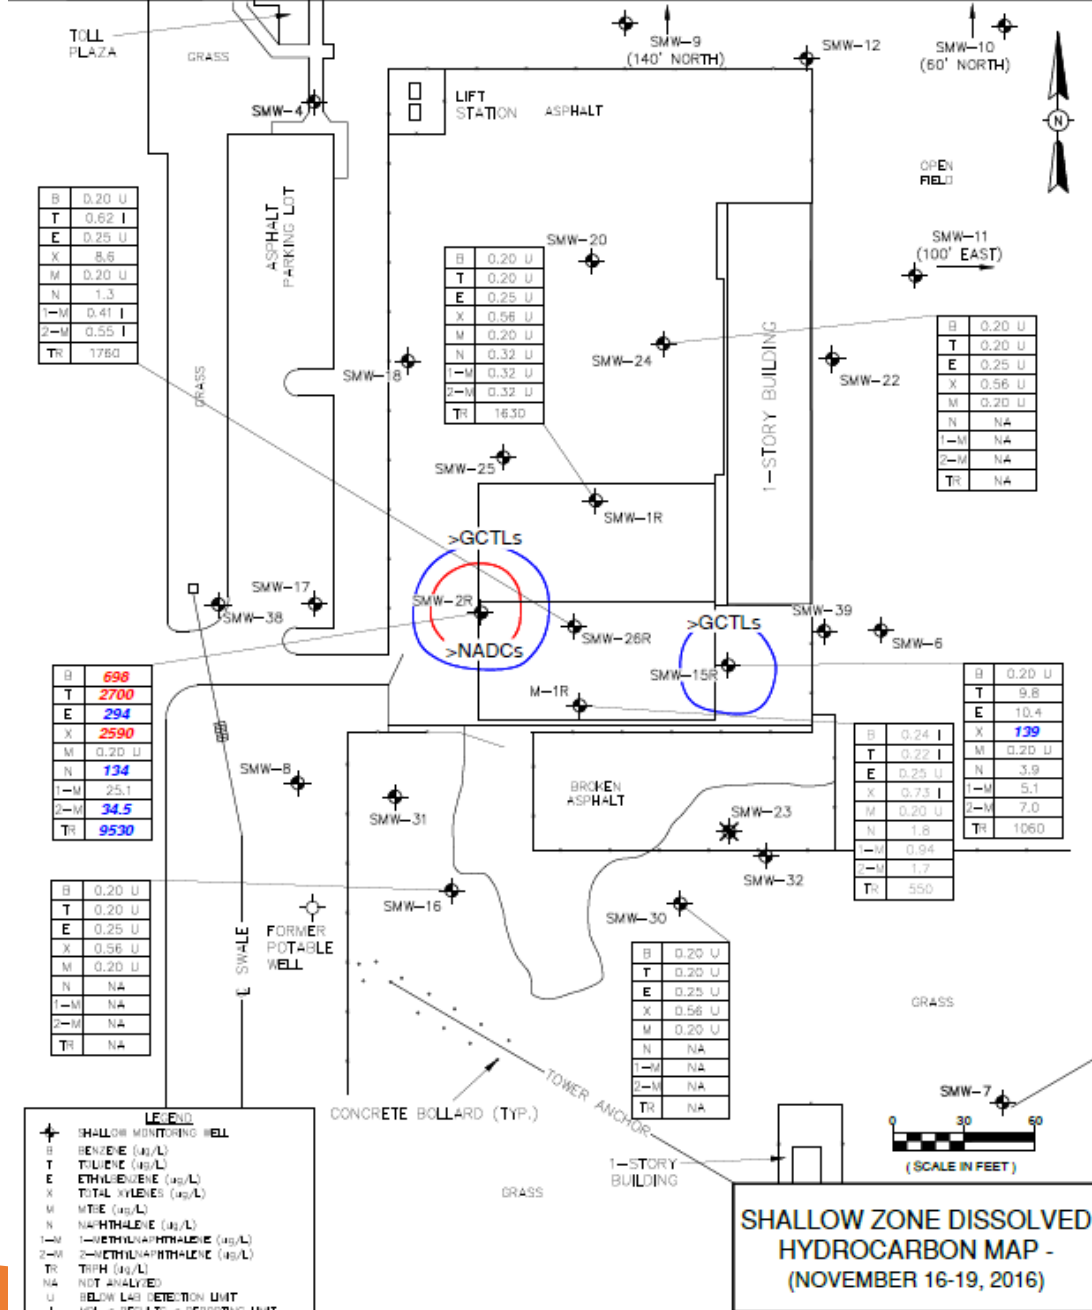 TOLL
PLAZA
GRASS
SMW-4
SMW-9
(140' NORTH)
SMW-12
SMW-10
(60' NORTH)
N
LIFT
STATION
ASPHALT
OPEN
FIELD
ASPHALT
PARKING LOT
B 0.20 U
T 0.62 I
E 0.25 U
X 8.6
M 0.20 U
N 1.3
1-M 0.41 I
2-M 0.55 I
TR 1760
SMW-20
SMW-11
(100' EAST)
B 0.20 U
T 0.20 U
E 0.25 U
X 0.56 U
M 0.20 U
N 0.32 U
1-M 0.32 U
2-M 0.32 U
TR 1630
SMW-24
1-STORY BUILDING
SMW-22
B 0.20 U
T 0.20 U
E 0.25 U
X 0.56 U
M 0.20 U
N NA
1-M NA
2-M NA
TR NA
SMW-18
GRASS
SMW-25
SMW-1R
>GCTLs
SMW-17
SMW-38
SMW-2R
>NADCs
SMW-26R
>GCTLs
SMW-15R
SMW-39
SMW-6
M-1R
B 698
T 2700
E 294
X 2590
M 0.20 U
N 134
1-M 25.1
2-M 34.5
TR 9530
B 0.20 U
T 9.8
E 10.4
X 139
M 0.20 U
N 3.9
1-M 5.1
2-M 7.0
TR 1060
B 0.24 I
T 0.22 I
E 0.25 U
X 0.73 I
M 0.20 U
N 1.8
1-M 0.94
2-M 1.7
TR 550
SMW-8
SMW-31
BROKEN
ASPHALT
SMW-23
SMW-32
B 0.20 U
T 0.20 U
E 0.25 U
X 0.56 U
M 0.20 U
N NA
1-M NA
2-M NA
TR NA
SMW-16
SMW-30
FORMER
POTABLE
WELL
SWALE
B 0.20 U
T 0.20 U
E 0.25 U
X 0.56 U
M 0.20 U
N NA
1-M NA
2-M NA
TR NA
GRASS
SMW-7
TOWER ANCHOR
CONCRETE BOLLARD (TYP.)
0 30 60
( SCALE IN FEET )
1-STORY
BUILDING
GRASS
LEGEND
SHALLOW MONITORING WELL
B BENZENE (ug/L)
T TOLUENE (ug/L)
E ETHYLBENZENE (ug/L)
X TOTAL XYLENES (ug/L)
M MTBE (ug/L)
N NAPHTHALENE (ug/L)
1-M 1-METHYLNAPHTHALENE (ug/L)
2-M 2-METHYLNAPHTHALENE (ug/L)
TR TRPH (ug/L)
NA NOT ANALYZED
U BELOW LAB DETECTION LIMIT
SHALLOW ZONE DISSOLVED
HYDROCARBON MAP -
(NOVEMBER 16-19, 2016)